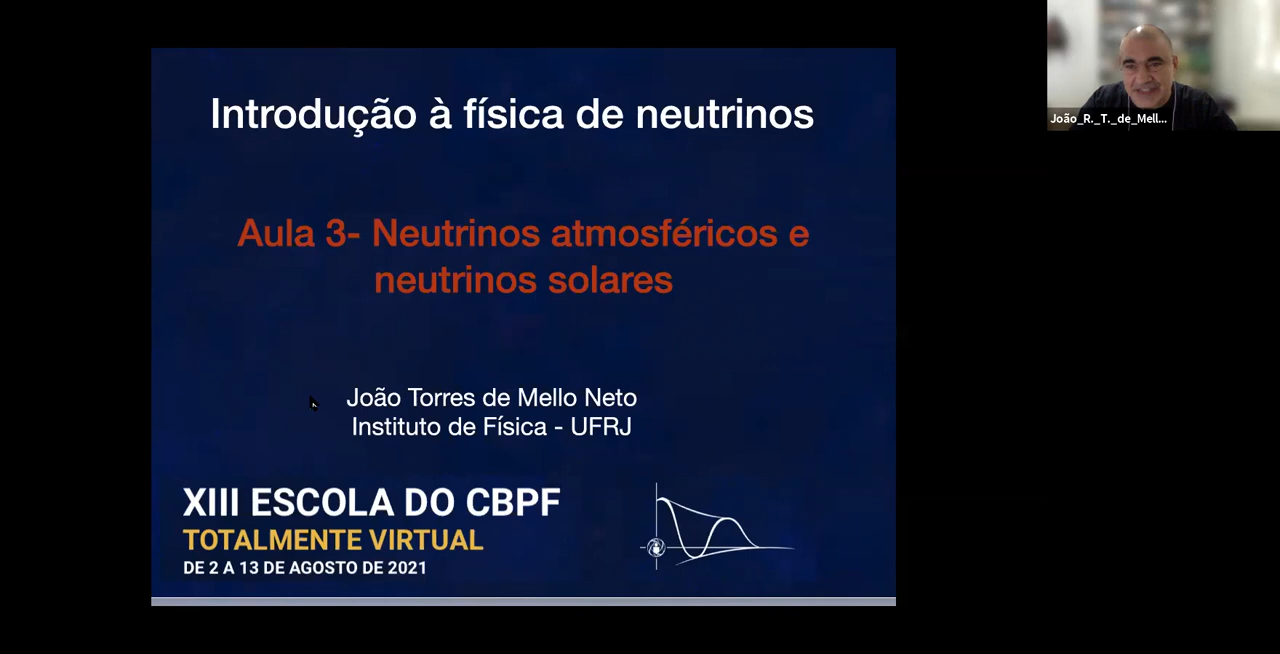 Introdução à física de neutrinos
Aula 3- Neutrinos atmosféricos e
neutrinos solares
João Torres de Mello Neto
Instituto de Física - UFRJ
XIII ESCOLA DO CBPF
TOTALMENTE VIRTUAL
DE 2 A 13 DE AGOSTO DE 2021
João_R._T._de_Mell...